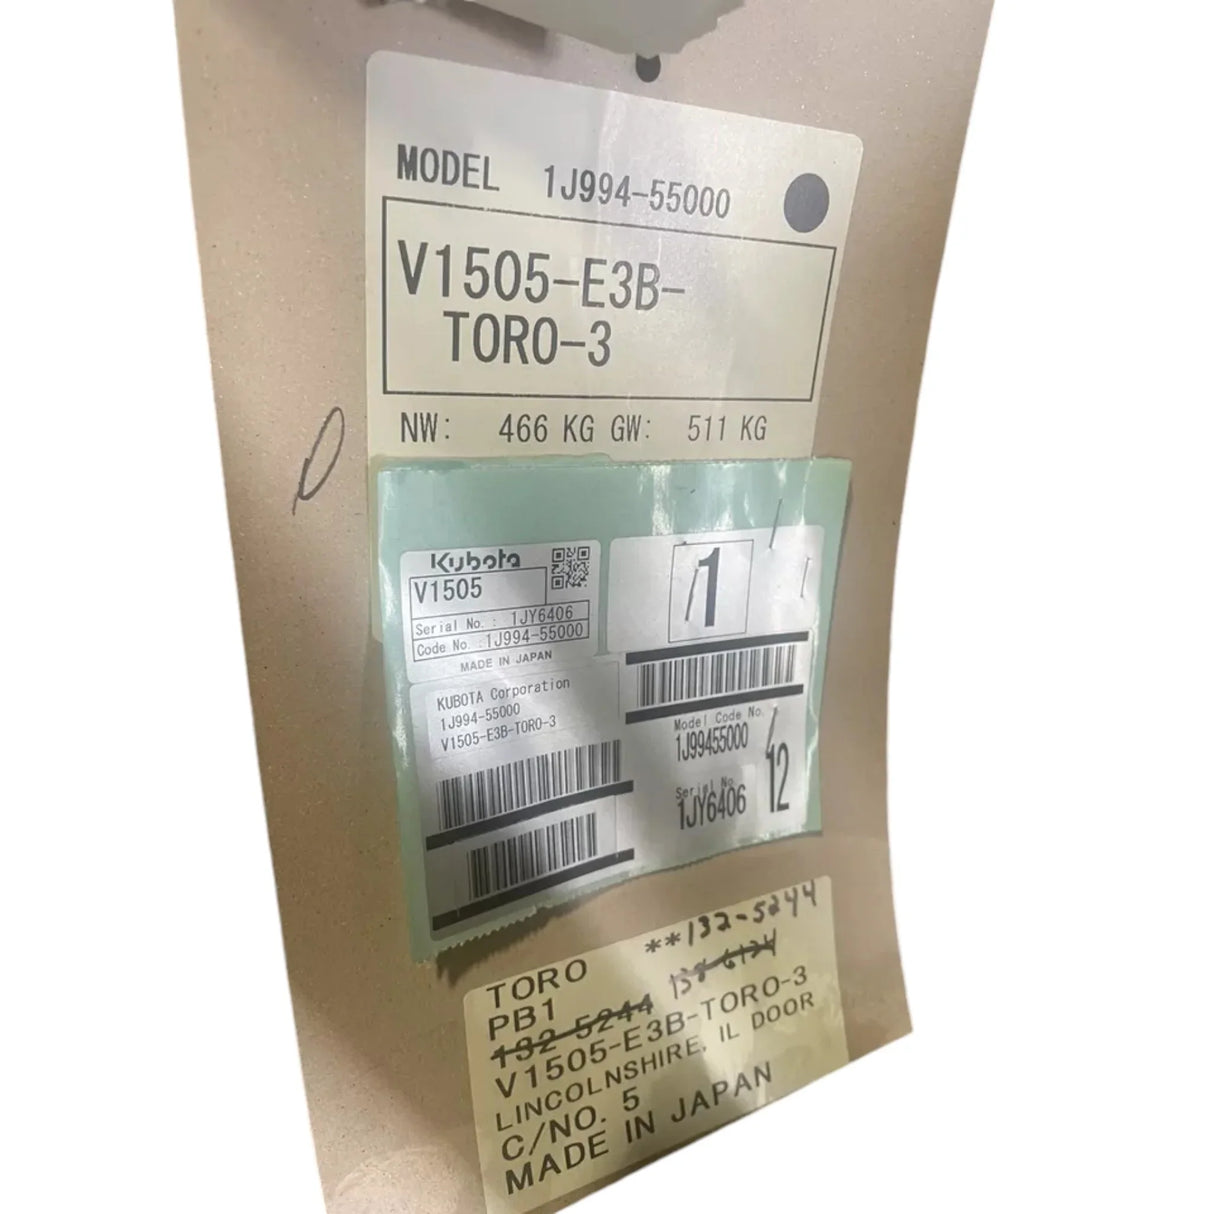 MODEL 1J994-55000
V1505-E3B-
TORO-3
NW: 466 KG GW: 511 KG
Kubota
V1505
Serial No.: 1JY6406
Code No.:1J994-55000
MADE IN JAPAN
1
KUBOTA Corporation
1J994-55000
V1505-E3B-TORO-3
Model Code No.
1J99455000
Serial No.
1JY6406
12
**132-5244
TORO
138-6124
PB1
132-5244
V1505-E3B-TORO-3
LINCOLNSHIRE, IL DOOR
C/NO. 5
MADE IN JAPAN